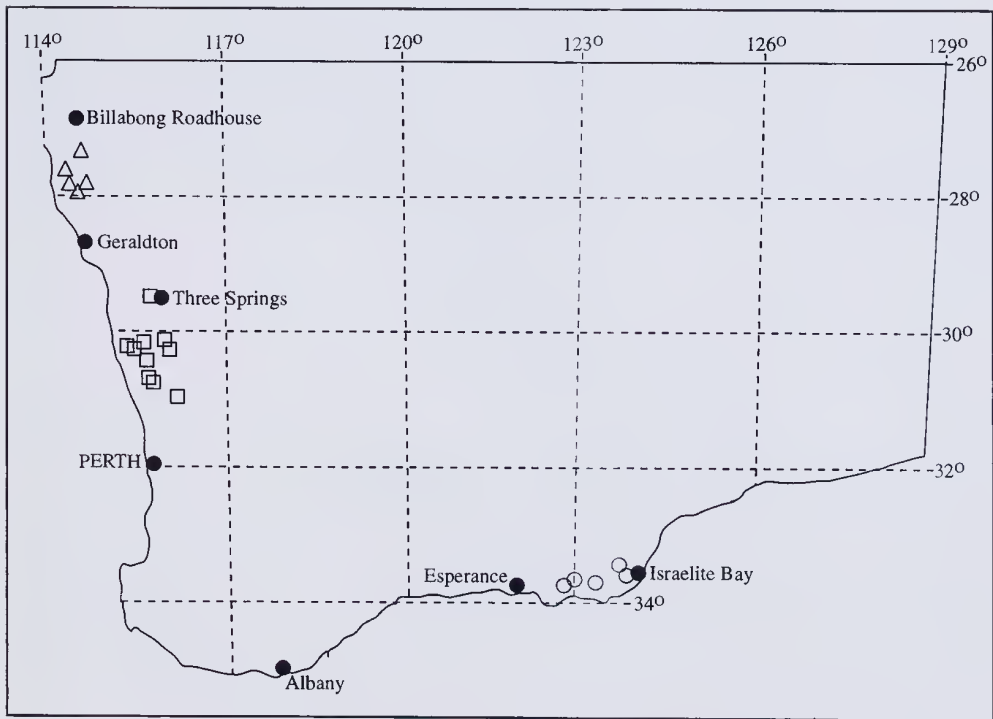 114° 117° 120° 123° 126° 129°
26°
Billabong Roadhouse
28°
Geraldton
Three Springs
30°
PERTH
32°
Esperance
Israelite Bay
34°
Albany